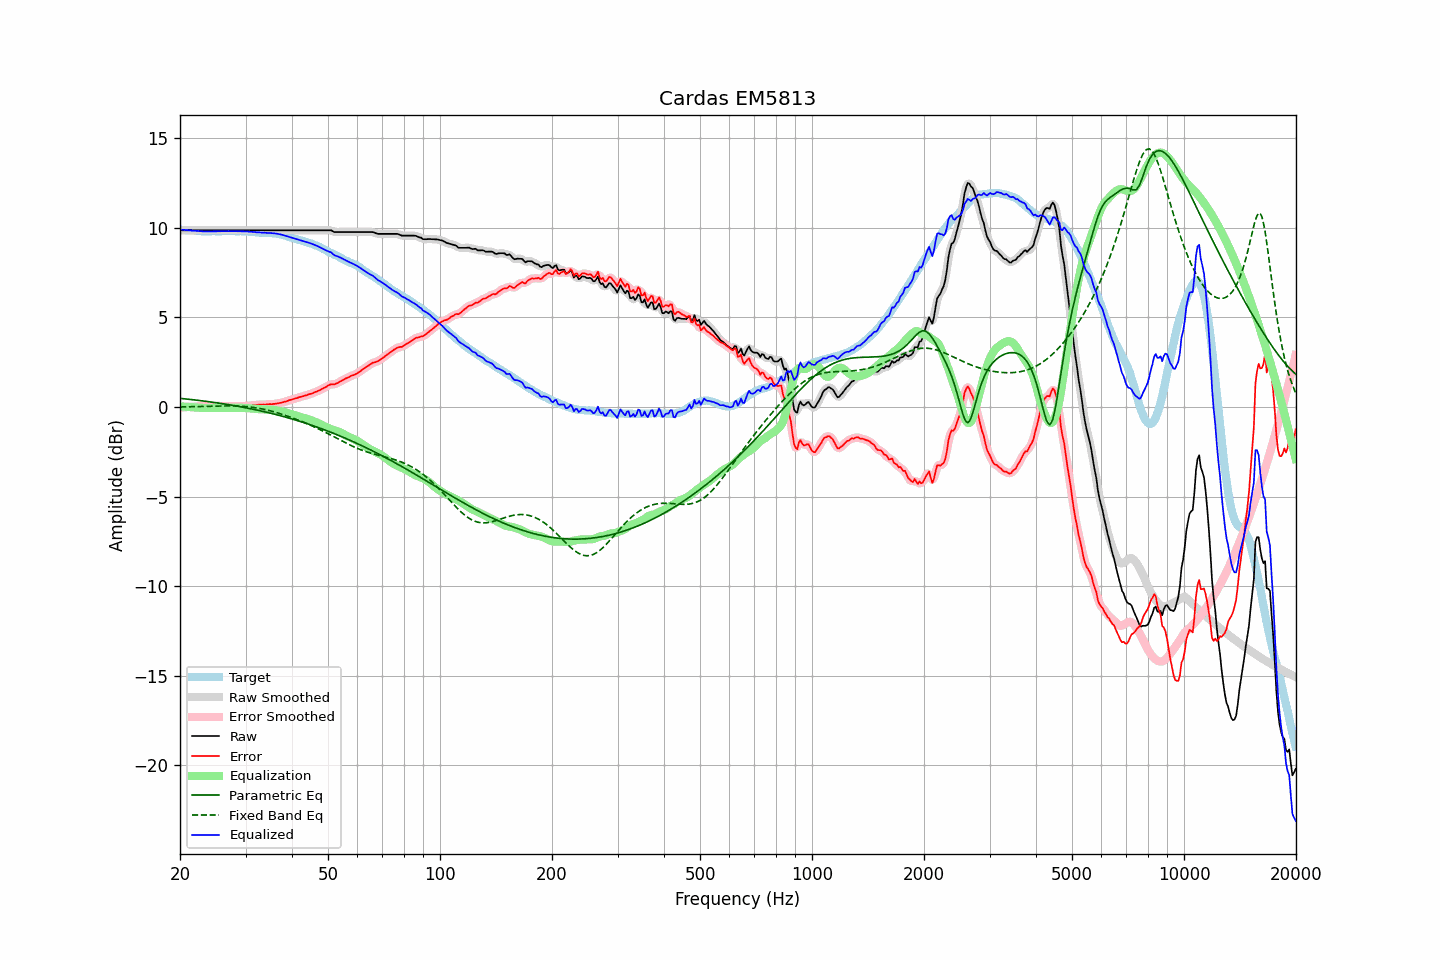 Cardas EM5813
15
10
5
0
−5
−10
−15
−20
Amplitude (dBr)
Target
Raw Smoothed
Error Smoothed
Raw
Error
Equalization
Parametric Eq
Fixed Band Eq
Equalized
20 50 100 200 500 1000 2000 5000 10000 20000
Frequency (Hz)